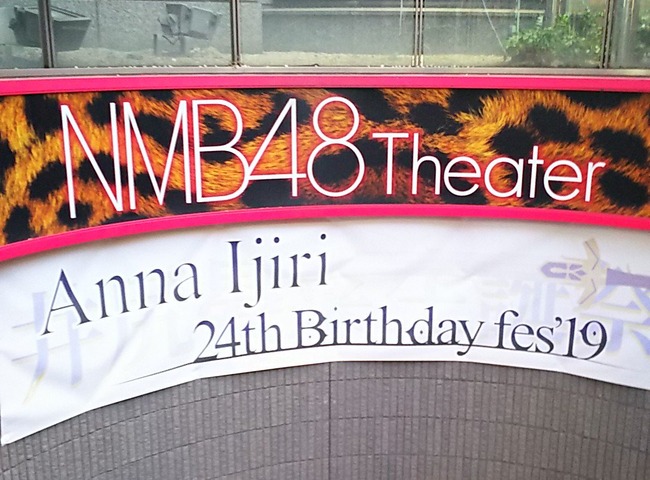 NMB48 Theater
Anna Ijiri
24th Birthday fes'19